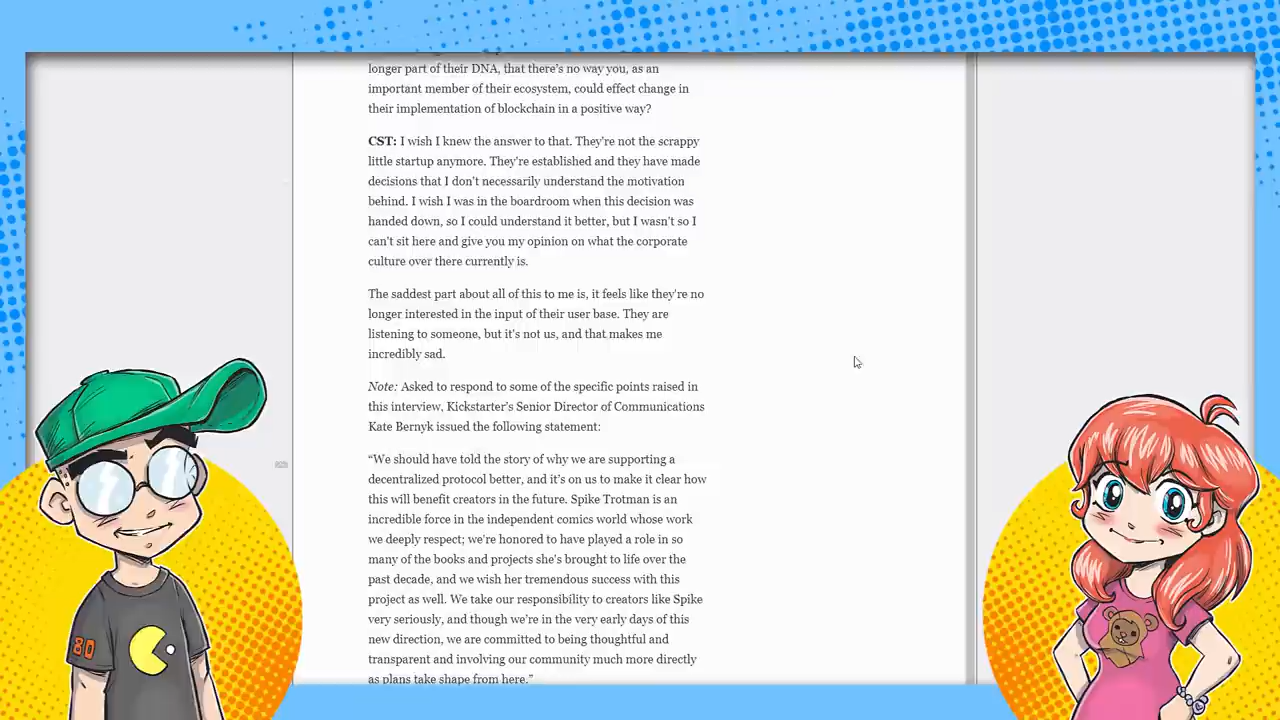 longer part of their DNA, that there's no way you, as an
important member of their ecosystem, could effect change in
their implementation of blockchain in a positive way?
CST: I wish I knew the answer to that. They're not the scrappy
little startup anymore. They're established and they have made
decisions that I don't necessarily understand the motivation
behind. I wish I was in the boardroom when this decision was
handed down, so I could understand it better, but I wasn't so I
can't sit here and give you my opinion on what the corporate
culture over there currently is.
The saddest part about all of this to me is, it feels like they're no
longer interested in the input of their user base. They are
listening to someone, but it's not us, and that makes me
incredibly sad.
Note: Asked to respond to some of the specific points raised in
this interview, Kickstarter's Senior Director of Communications
Kate Bernyk issued the following statement:
“We should have told the story of why we are supporting a
decentralized protocol better, and it's on us to make it clear how
this will benefit creators in the future. Spike Trotman is an
incredible force in the independent comics world whose work
we deeply respect; we're honored to have played a role in so
many of the books and projects she's brought to life over the
past decade, and we wish her tremendous success with this
project as well. We take our responsibility to creators like Spike
very seriously, and though we're in the very early days of this
new direction, we are committed to being thoughtful and
transparent and involving our community much more directly
as plans take shape from here.”
80